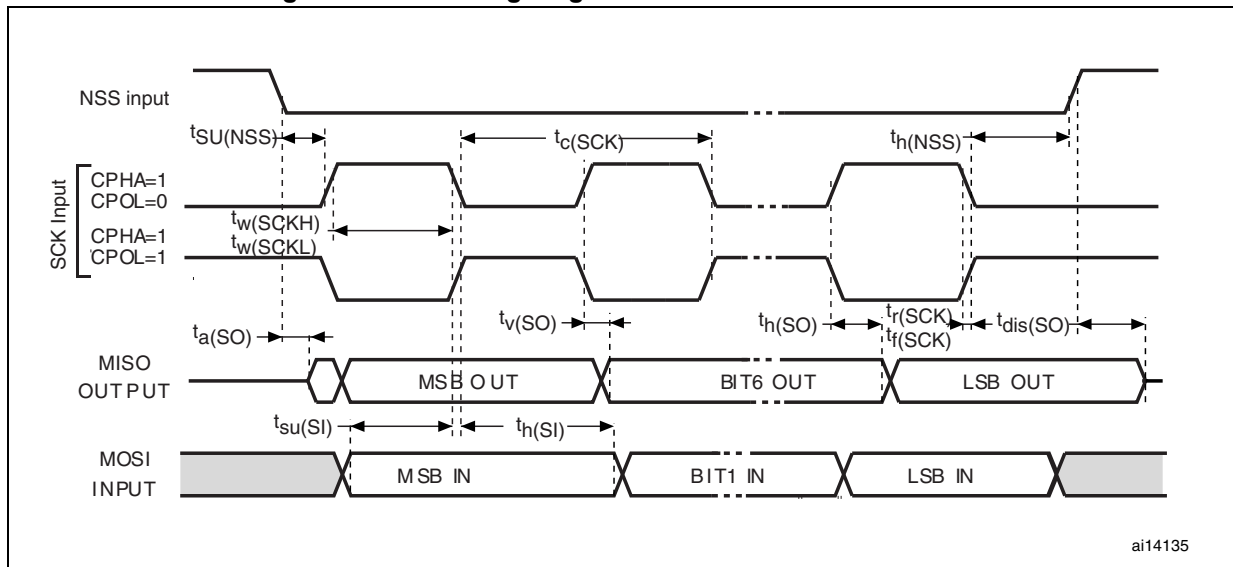 NSS input
tSU(NSS)
tc(SCK)
th(NSS)
SCK Input
CPHA=1
CPOL=0
tw(SCKH)
CPHA=1
tw(SCKL)
CPOL=1
ta(SO)
tv(SO)
th(SO)
tr(SCK)
tf(SCK)
tdis(SO)
MISO
OUTPUT
MSB OUT
BIT6 OUT
LSB OUT
tsu(SI)
th(SI)
MOSI
INPUT
MSB IN
BIT1 IN
LSB IN
ai14135